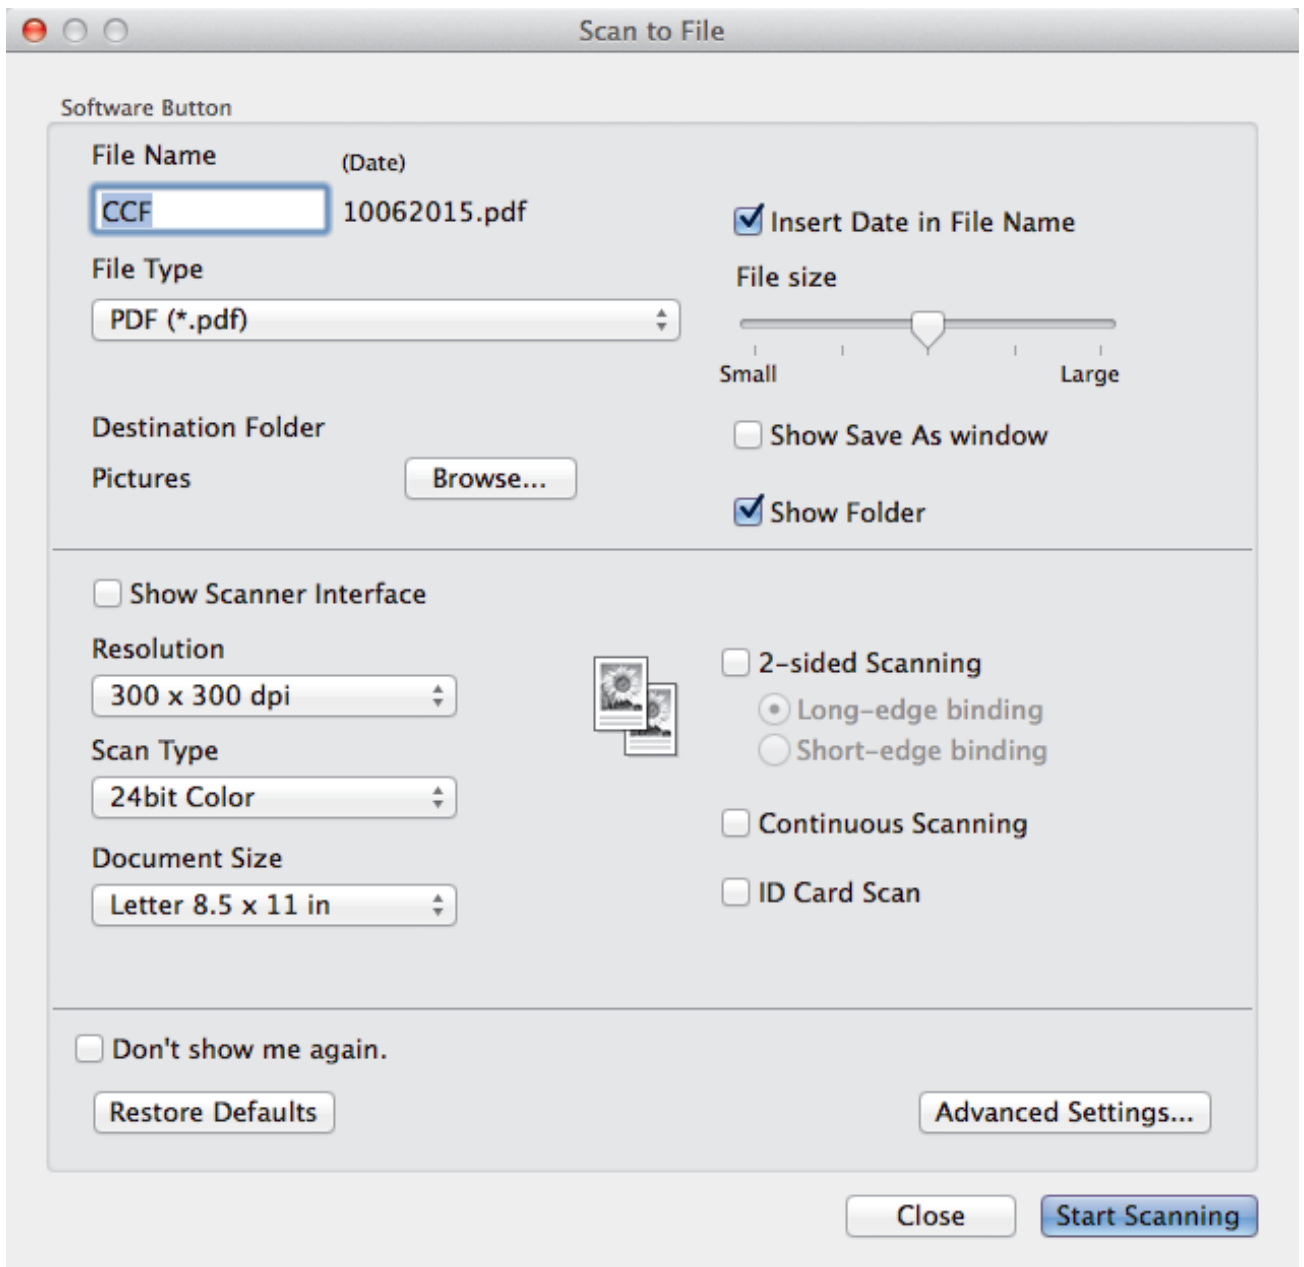 Scan to File
Software Button
File Name
(Date)
CCF
10062015.pdf
Insert Date in File Name
File Type
File size
PDF (*.pdf)
Small
Large
Destination Folder
Show Save As window
Pictures
Browse...
Show Folder
Show Scanner Interface
Resolution
2-sided Scanning
300 x 300 dpi
Long-edge binding
Scan Type
Short-edge binding
24bit Color
Continuous Scanning
Document Size
ID Card Scan
Letter 8.5 x 11 in
Don't show me again.
Restore Defaults
Advanced Settings...
Close
Start Scanning